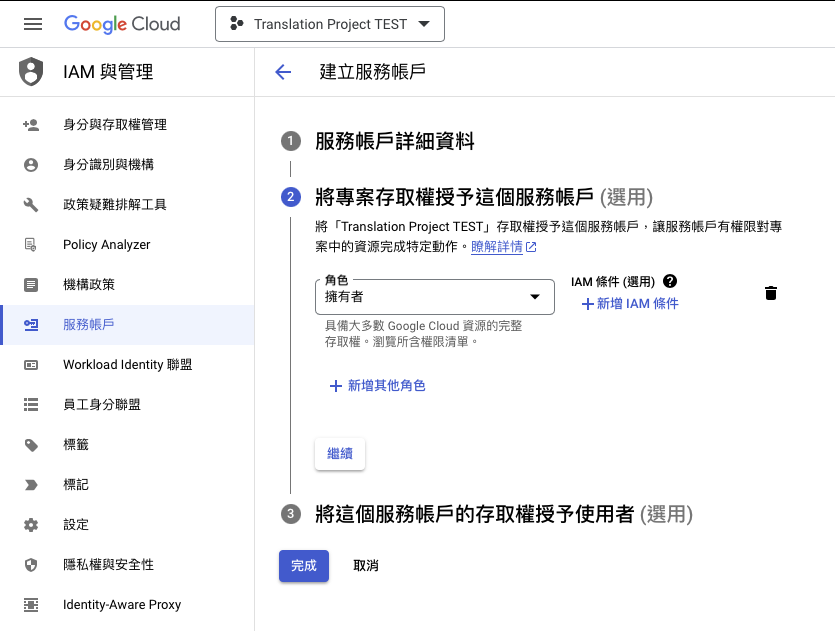 Google Cloud
Translation Project TEST
IAM 與管理
建立服務帳戶
身分與存取權管理
身分識別與機構
政策疑難排解工具
Policy Analyzer
機構政策
服務帳戶
Workload Identity 聯盟
員工身分聯盟
標籤
標記
設定
隱私權與安全性
Identity-Aware Proxy
1 服務帳戶詳細資料
2 將專案存取權授予這個服務帳戶 (選用)
將「Translation Project TEST」存取權授予這個服務帳戶，讓服務帳戶有權限對專
案中的資源完成特定動作。瞭解詳情
角色
擁有者
具備大多數 Google Cloud 資源的完整
存取權。瀏覽所含權限清單。
IAM 條件 (選用) ?
+ 新增 IAM 條件
+ 新增其他角色
繼續
3 將這個服務帳戶的存取權授予使用者 (選用)
完成 取消